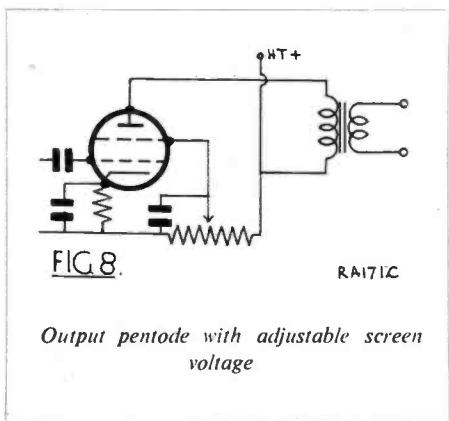 HT+
FIG 8.
RA171C
Output pentode with adjustable screen
voltage